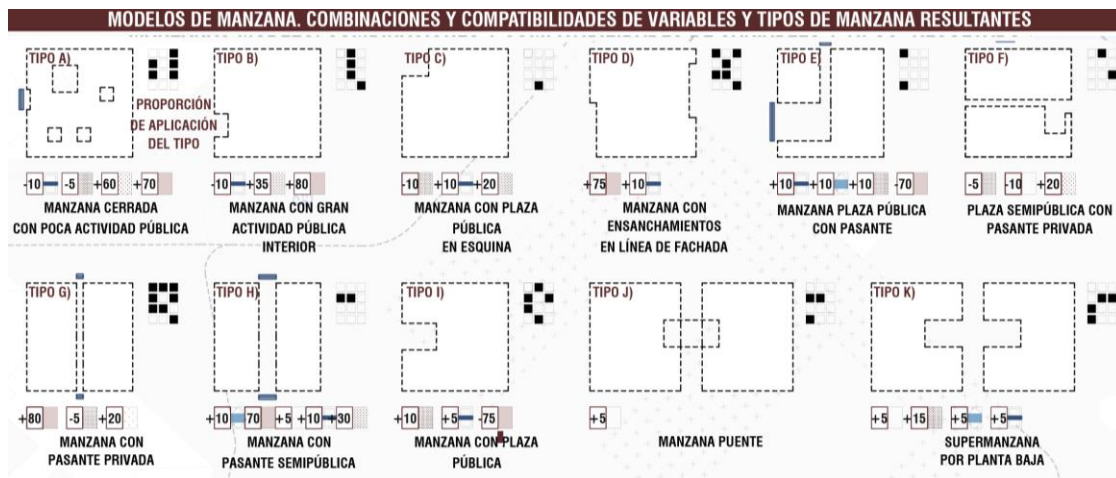 MODELOS DE MANZANA. COMBINACIONES Y COMPATIBILIDADES DE VARIABLES Y TIPOS DE MANZANA RESULTANTES
TIPO A)
TIPO B)
TIPO C)
TIPO D)
TIPO E)
TIPO F)
PROPORCIÓN
DE APLICACIÓN
DEL TIPO
-10 -5 +60 +70
-10 +35 +80
-10 +10 +20
+75 +10
+10 +10 +10 -70
-5 -10 +20
MANZANA CERRADA
CON POCA ACTIVIDAD PÚBLICA
MANZANA CON GRAN
ACTIVIDAD PÚBLICA
INTERIOR
MANZANA CON PLAZA
PÚBLICA
EN ESQUINA
MANZANA CON
ENSANCHAMIENTOS
EN LÍNEA DE FACHADA
MANZANA PLAZA PÚBLICA
CON PASANTE
PLAZA SEMIPÚBLICA CON
PASANTE PRIVADA
TIPO G)
TIPO H)
TIPO I)
TIPO J)
TIPO K)
+80 -5 +20
+10 70 +5 +10 +30
+10 +5 -75
+5
+5 +15 +5 +5
MANZANA CON
PASANTE PRIVADA
MANZANA CON
PASANTE SEMIPÚBLICA
MANZANA CON PLAZA
PÚBLICA
MANZANA PUENTE
SUPERMANZANA
POR PLANTA BAJA